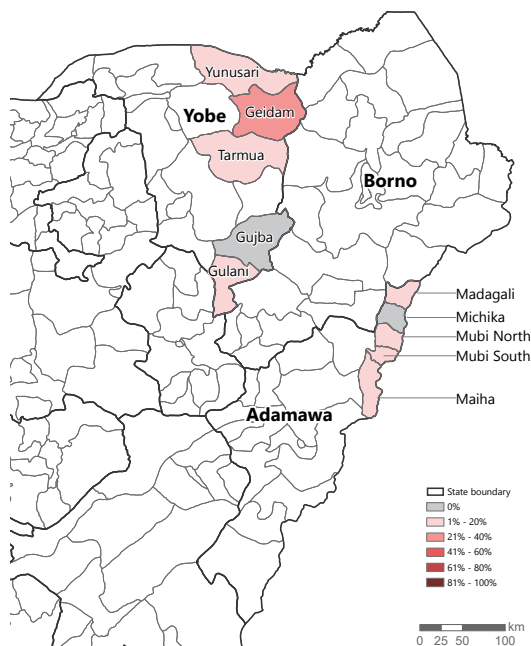 Yunusari
Yobe
Geidam
Tarmua
Borno
Gujba
Gulani
Madagali
Michika
Mubi North
Mubi South
Maiha
Adamawa
State boundary
0%
1% - 20%
21% - 40%
41% - 60%
61% - 80%
81% - 100%
km
0 25 50 100